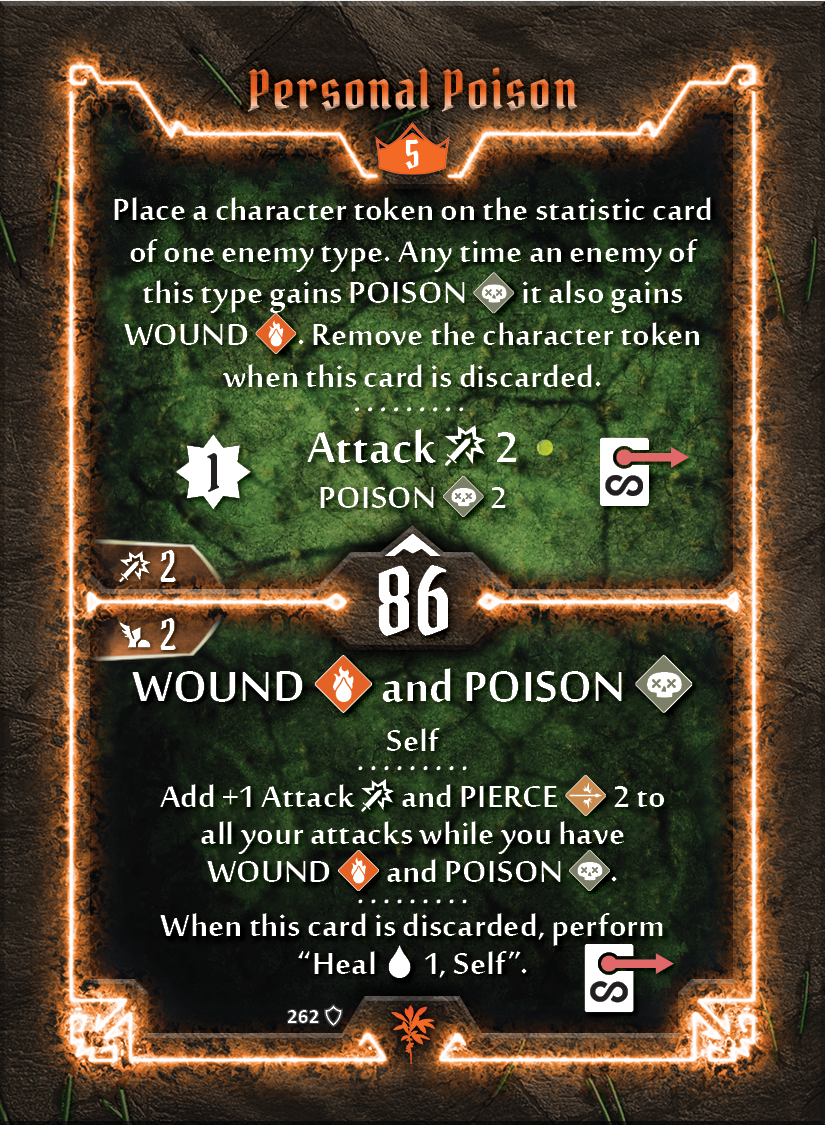 Personal Poison
5
Place a character token on the statistic card
of one enemy type. Any time an enemy of
this type gains POISON it also gains
WOUND . Remove the character token
when this card is discarded.
1
Attack 2
POISON 2
2
86
2
WOUND and POISON
Self
Add +1 Attack and PIERCE 2 to
all your attacks while you have
WOUND and POISON .
When this card is discarded, perform
“Heal 1, Self”.
262